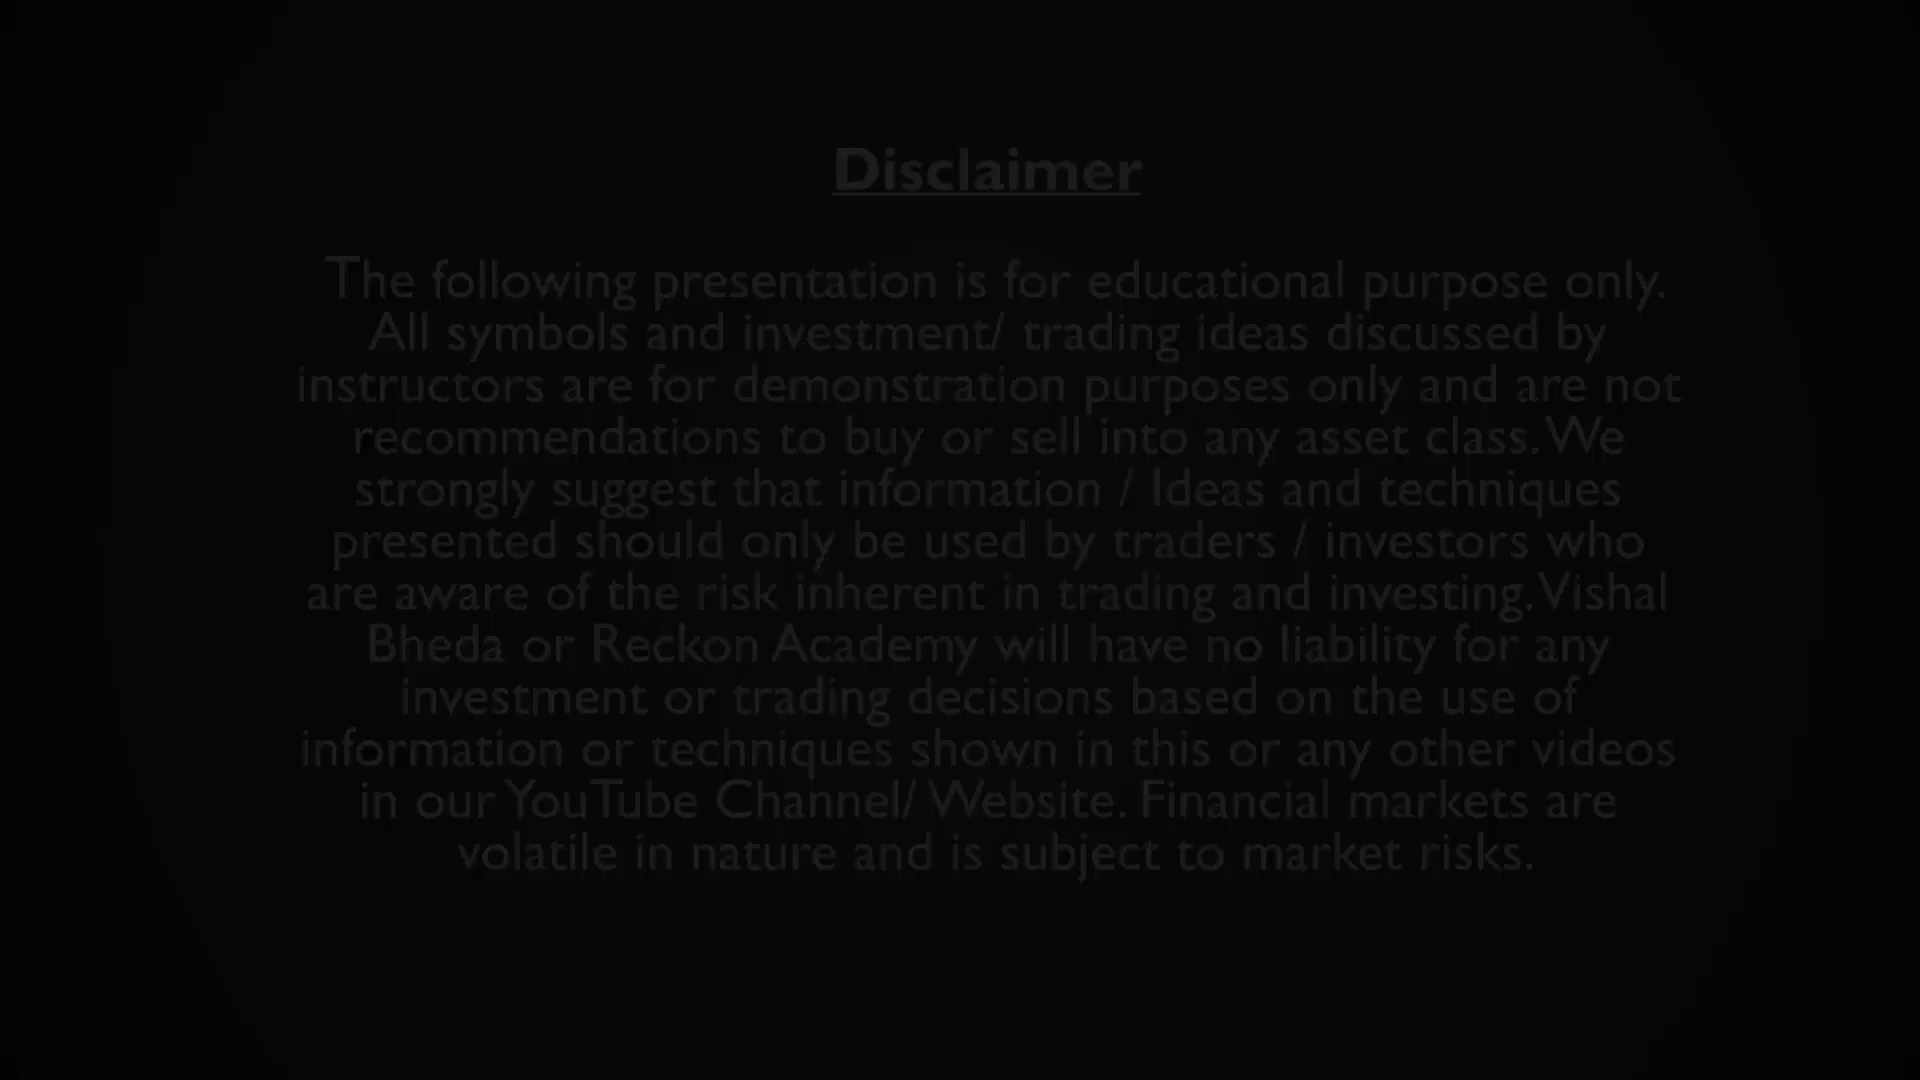 Disclaimer
The following presentation is for educational purpose only.
All symbols and investment/ trading ideas discussed by
instructors are for demonstration purposes only and are not
recommendations to buy or sell into any asset class. We
strongly suggest that information / Ideas and techniques
presented should only be used by traders / investors who
are aware of the risk inherent in trading and investing. Vishal
Bheda or Reckon Academy will have no liability for any
investment or trading decisions based on the use of
information or techniques shown in this or any other videos
in our YouTube Channel/ Website. Financial markets are
volatile in nature and is subject to market risks.